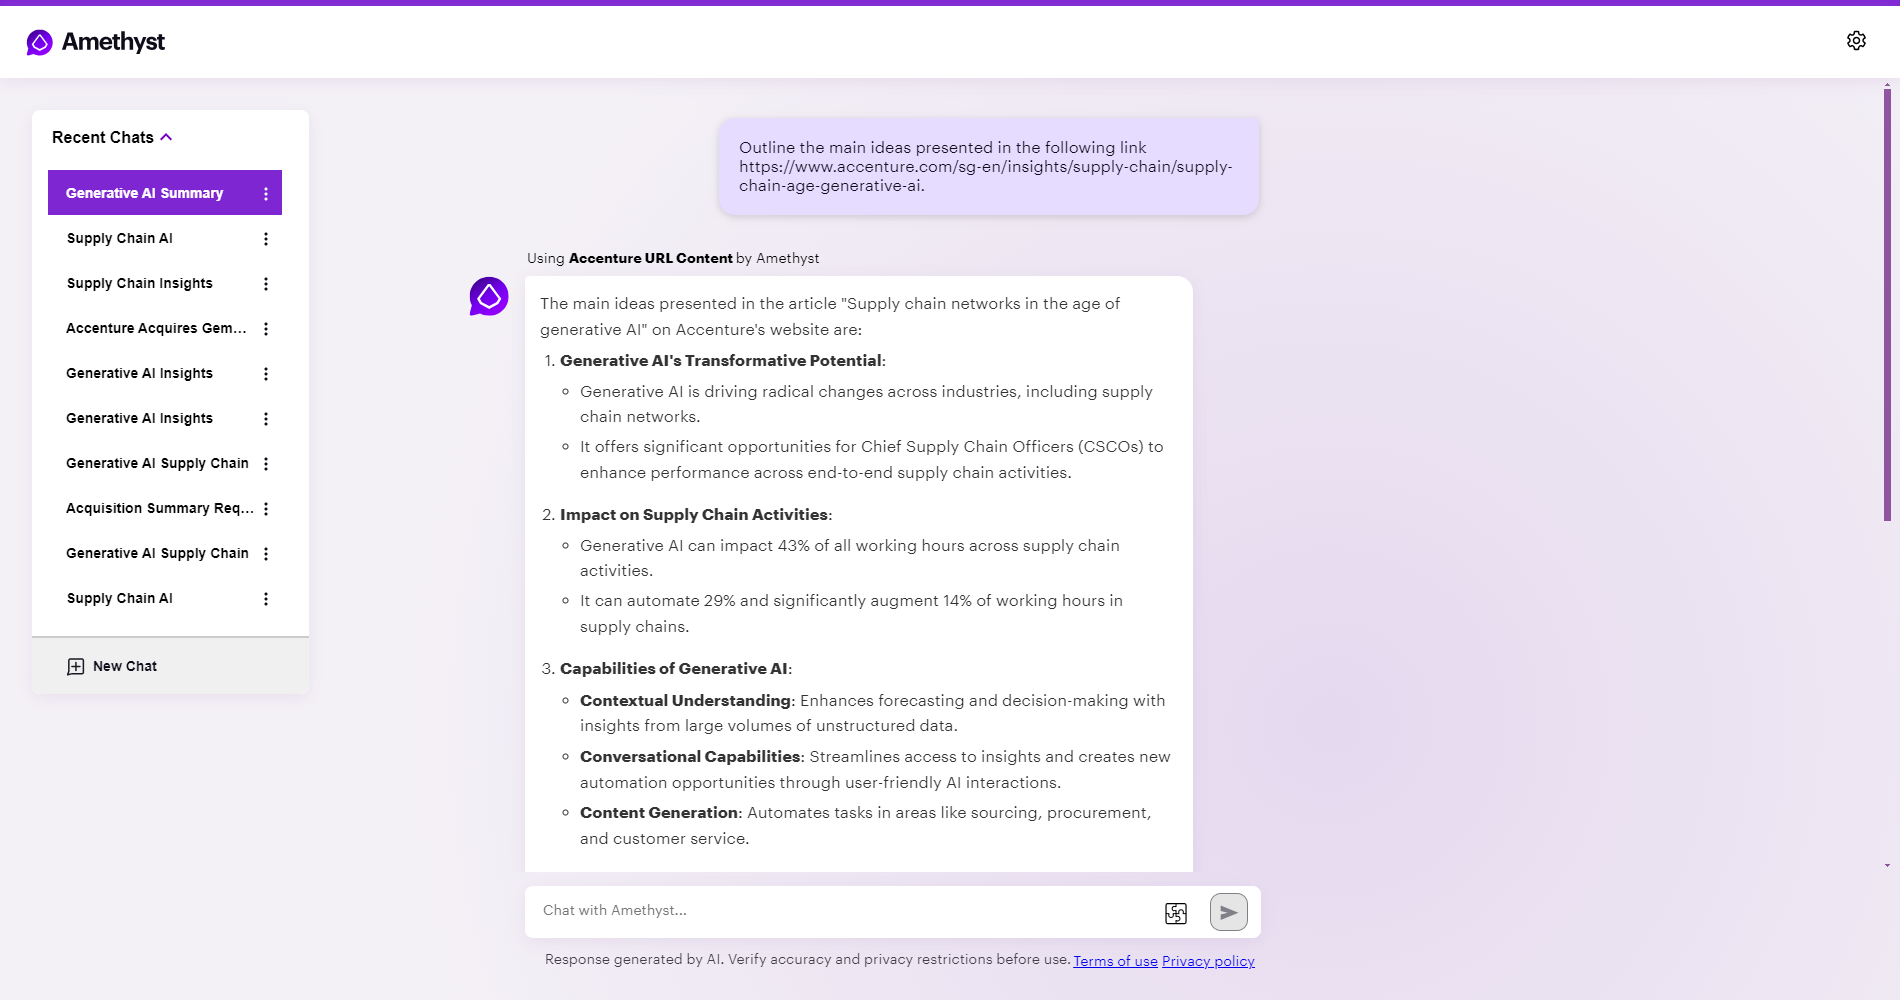 Amethyst
Recent Chats
Generative AI Summary
Supply Chain AI
Supply Chain Insights
Accenture Acquires Gem...
Generative AI Insights
Generative AI Insights
Generative AI Supply Chain
Acquisition Summary Req...
Generative AI Supply Chain
Supply Chain AI
New Chat
Outline the main ideas presented in the following link
https://www.accenture.com/sg-en/insights/supply-chain/supply-
chain-age-generative-ai.
Using Accenture URL Content by Amethyst
The main ideas presented in the article "Supply chain networks in the age of
generative AI" on Accenture's website are:
1. Generative AI's Transformative Potential:
Generative AI is driving radical changes across industries, including supply
chain networks.
It offers significant opportunities for Chief Supply Chain Officers (CSCOs) to
enhance performance across end-to-end supply chain activities.
2. Impact on Supply Chain Activities:
Generative AI can impact 43% of all working hours across supply chain
activities.
It can automate 29% and significantly augment 14% of working hours in
supply chains.
3. Capabilities of Generative AI:
Contextual Understanding: Enhances forecasting and decision-making with
insights from large volumes of unstructured data.
Conversational Capabilities: Streamlines access to insights and creates new
automation opportunities through user-friendly AI interactions.
Content Generation: Automates tasks in areas like sourcing, procurement,
and customer service.
Chat with Amethyst...
Response generated by AI. Verify accuracy and privacy restrictions before use. Terms of use Privacy policy